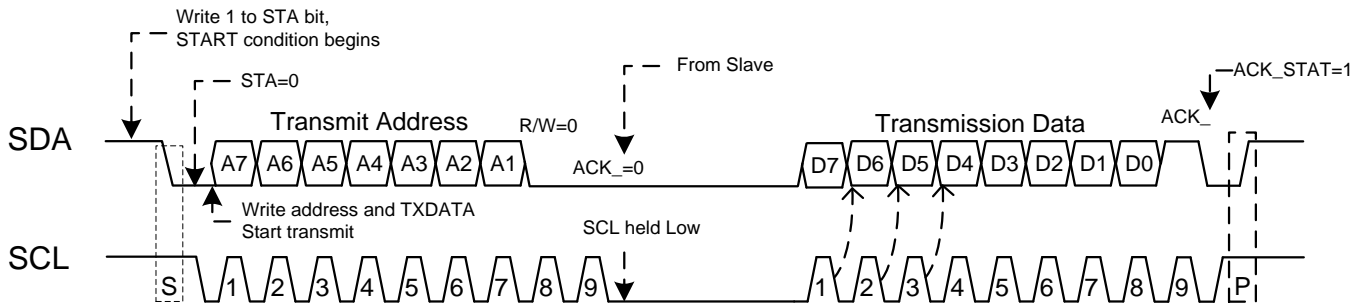 Write 1 to STA bit,
START condition begins
STA=0
From Slave
ACK_STAT=1
Transmit Address
R/W=0
Transmission Data
ACK_
SDA
A7 A6 A5 A4 A3 A2 A1
ACK_=0
D7 D6 D5 D4 D3 D2 D1 D0
Write address and TXDATA
Start transmit
SCL held Low
SCL
S 1 2 3 4 5 6 7 8 9 1 2 3 4 5 6 7 8 9 P